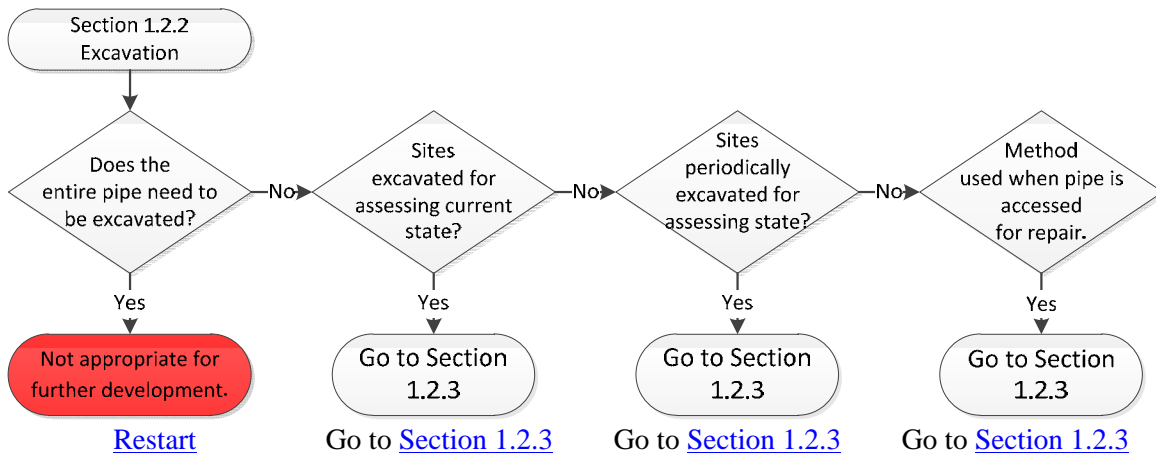 Section 1.2.2
Excavation
Does the
entire pipe need to
be excavated?
No
Sites
excavated for
assessing current
state?
No
Sites
periodically
excavated for
assessing state?
No
Method
used when pipe is
accessed
for repair.
Yes
Yes
Yes
Yes
Not appropriate for
further development.
Go to Section
1.2.3
Go to Section
1.2.3
Go to Section
1.2.3
Restart
Go to Section 1.2.3
Go to Section 1.2.3
Go to Section 1.2.3